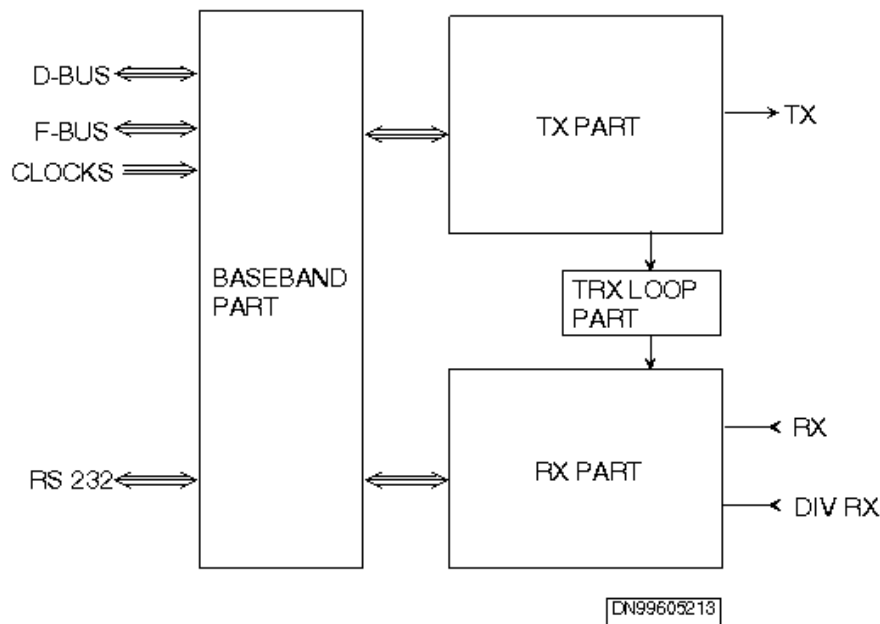 D-BUS
F-BUS
CLOCKS
BASEBAND
PART
RS 232
TX PART
TX
TRX LOOP
PART
RX PART
RX
DIV RX
DN99605213